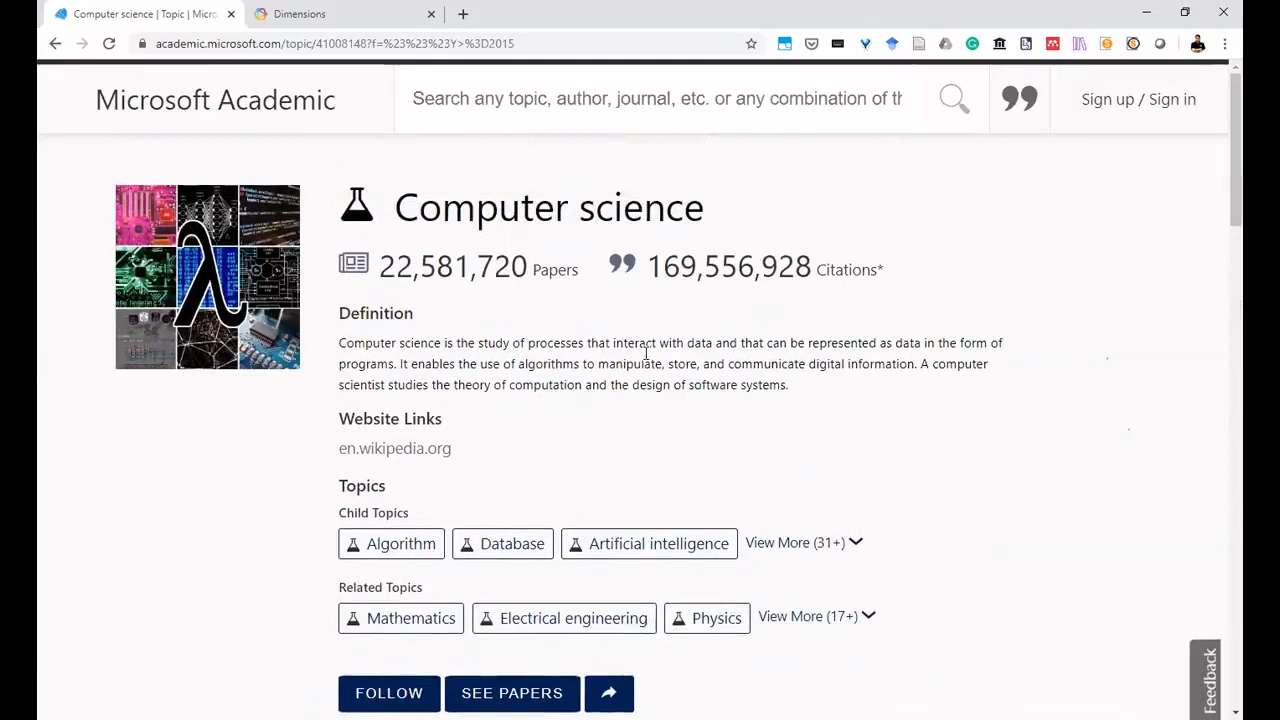 Computer science | Topic | Micro
Dimensions
academic.microsoft.com/topic/41008148?f=%23%23%23Y>%3D2015
Microsoft Academic
Search any topic, author, journal, etc. or any combination of th
Sign up / Sign in
Computer science
22,581,720 Papers
169,556,928 Citations*
Definition
Computer science is the study of processes that interact with data and that can be represented as data in the form of
programs. It enables the use of algorithms to manipulate, store, and communicate digital information. A computer
scientist studies the theory of computation and the design of software systems.
Website Links
en.wikipedia.org
Topics
Child Topics
Algorithm
Database
Artificial intelligence
View More (31+)
Related Topics
Mathematics
Electrical engineering
Physics
View More (17+)
FOLLOW
SEE PAPERS
Feedback